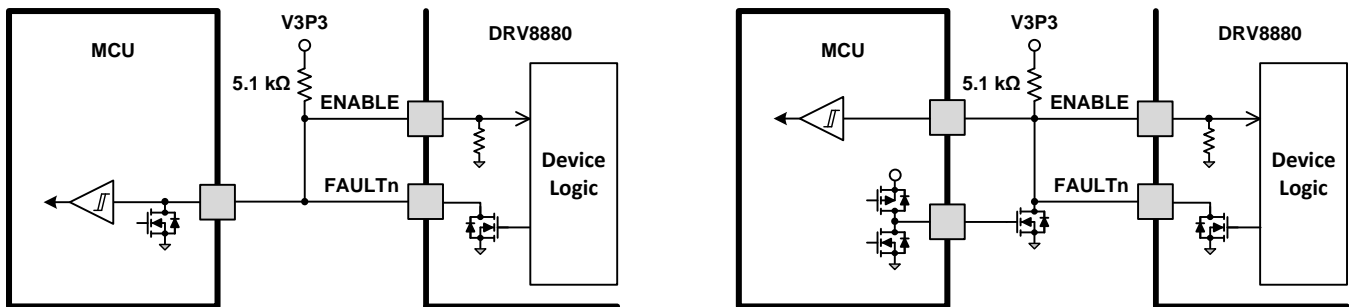 V3P3
MCU
DRV8880
5.1 kΩ
ENABLE
FAULTn
Device
Logic
V3P3
MCU
DRV8880
5.1 kΩ
ENABLE
FAULTn
Device
Logic